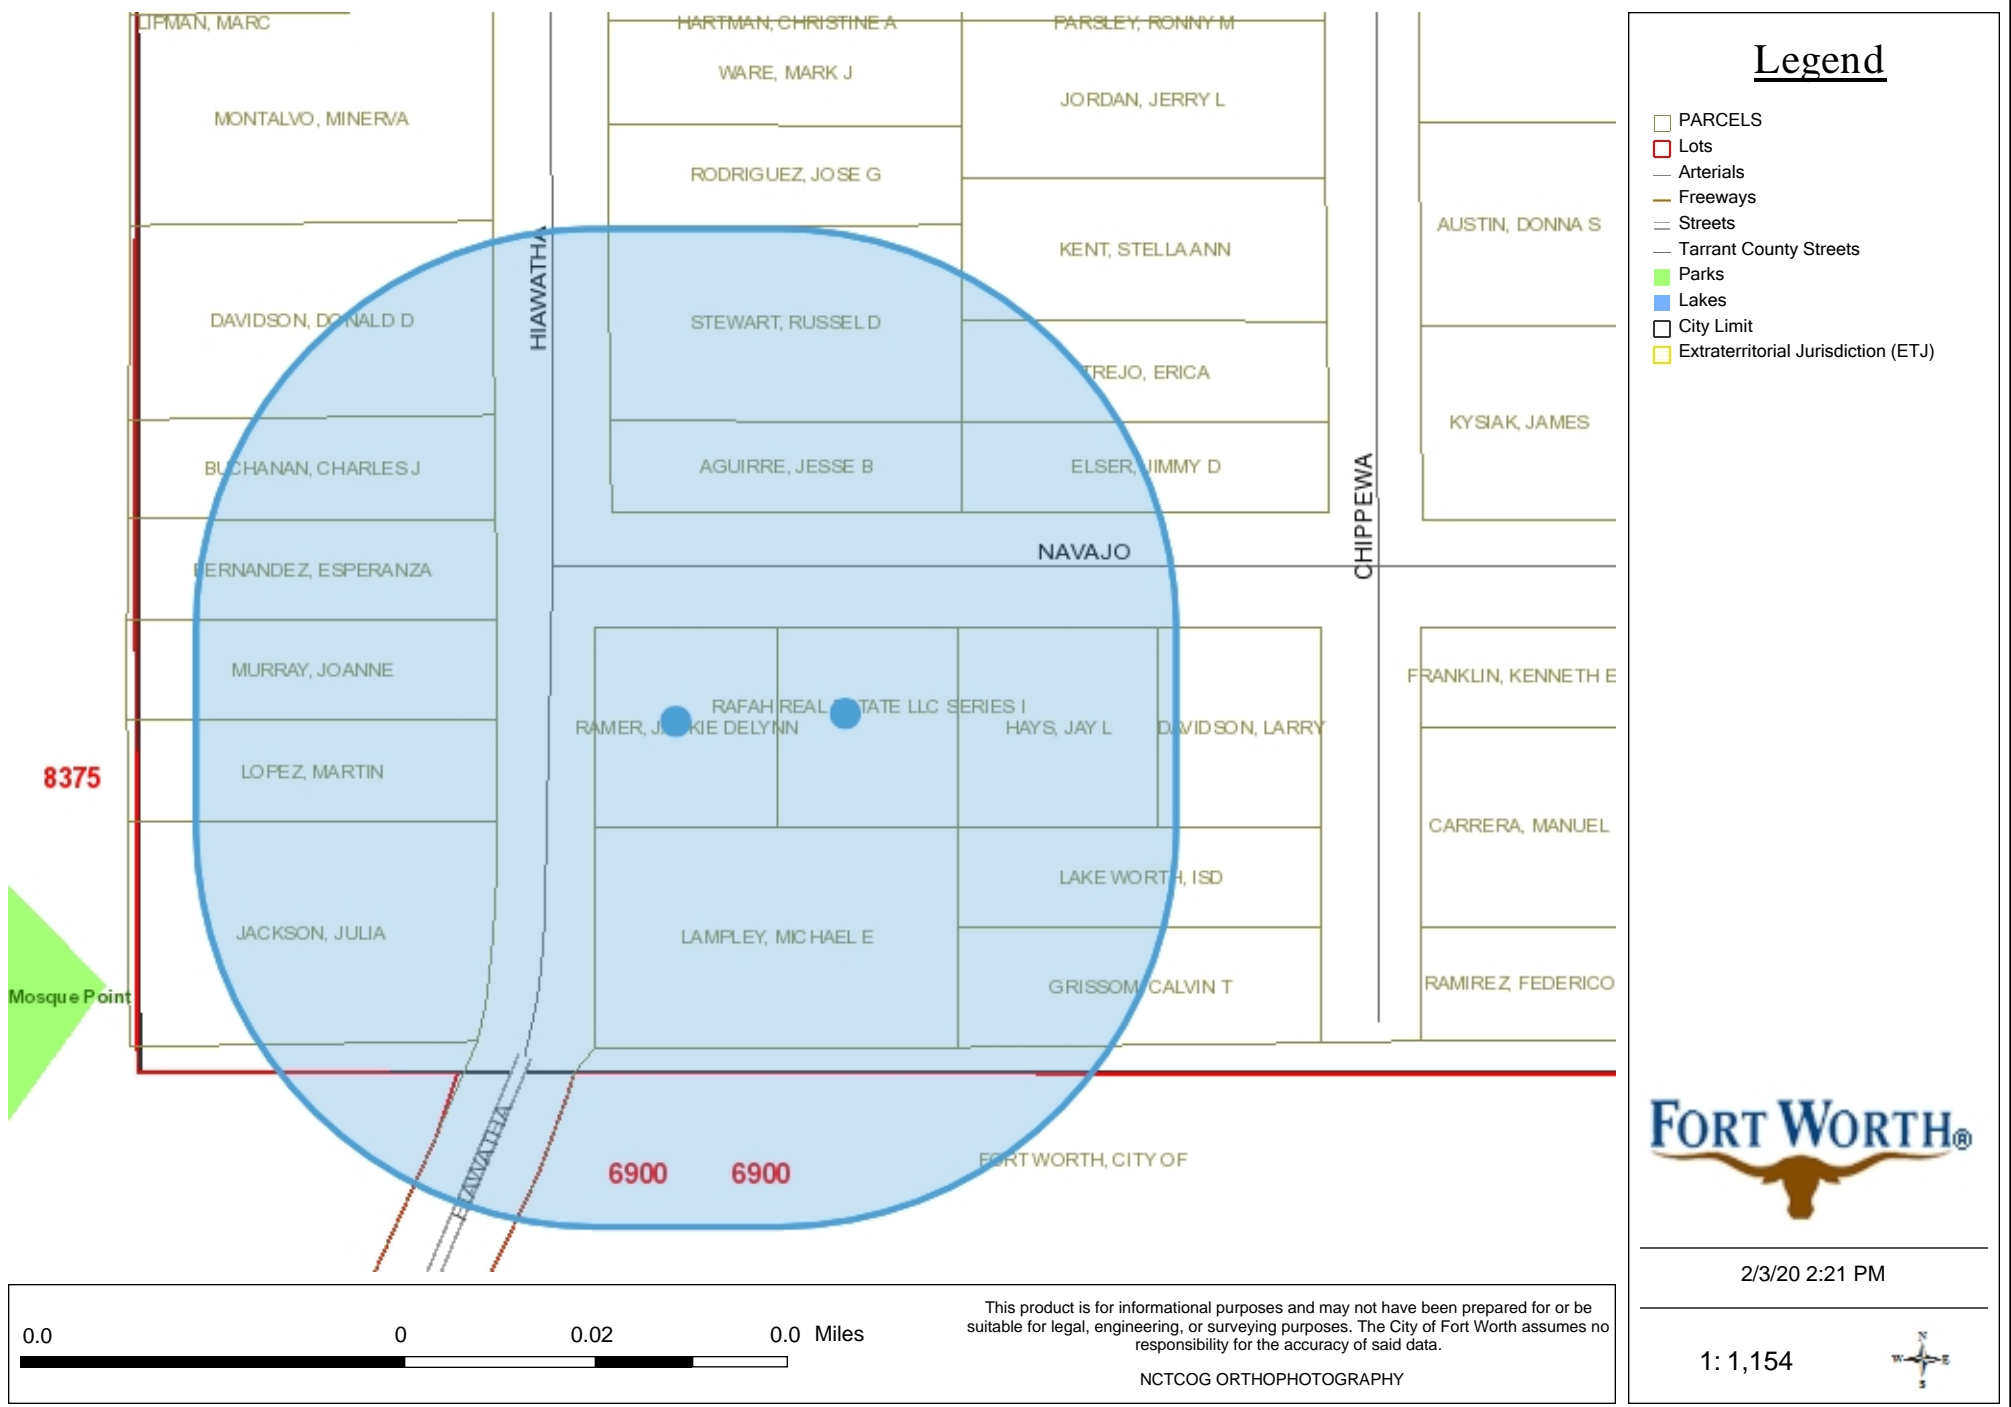 LIPMAN, MARC
HARTMAN, CHRISTINE A
PARSLEY, RONNY M
WARE, MARK J
JORDAN, JERRY L
MONTALVO, MINERVA
RODRIGUEZ, JOSE G
AUSTIN, DONNA S
KENT, STELLA ANN
HIAWATHA
DAVIDSON, DONALD D
STEWART, RUSSEL D
TREJO, ERICA
KYSIAK, JAMES
BUCHANAN, CHARLES J
AGUIRRE, JESSE B
ELSER, JIMMY D
CHIPPEWA
NAVAJO
FERNANDEZ, ESPERANZA
MURRAY, JOANNE
FRANKLIN, KENNETH E
RAFAH REAL ESTATE LLC SERIES I
RAMER, JACKIE DELYNN
HAYS, JAY L
DAVIDSON, LARRY
LOPEZ, MARTIN
8375
CARRERA, MANUEL
LAKE WORTH, ISD
JACKSON, JULIA
LAMPLEY, MICHAEL E
GRISSOM, CALVIN T
RAMIREZ, FEDERICO
Mosque Point
HIAWATHA
FORT WORTH, CITY OF
6900
6900
Legend
PARCELS
Lots
Arterials
Freeways
Streets
Tarrant County Streets
Parks
Lakes
City Limit
Extraterritorial Jurisdiction (ETJ)
FORT WORTH®
2/3/20 2:21 PM
1: 1,154
N
W E
S
0.0 0 0.02 0.0 Miles
This product is for informational purposes and may not have been prepared for or be
suitable for legal, engineering, or surveying purposes. The City of Fort Worth assumes no
responsibility for the accuracy of said data.
NCTCOG ORTHOPHOTOGRAPHY